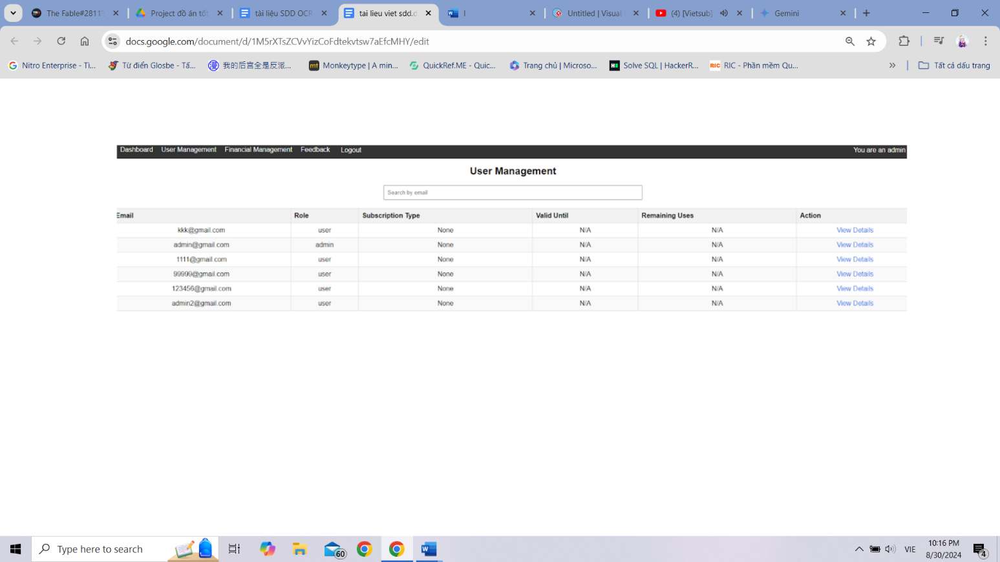 The Fable#2811's
Project đồ án tốt
tài liệu SDD OCR
tai lieu viet sdd.d
I
Untitled | Visual
(4) [Vietsub]
Gemini
docs.google.com/document/d/1M5rXTsZCVvYizCoFdtekvtsw7aEfcMHY/edit
Nitro Enterprise - Tì...
Từ điển Glosbe - Tấ...
我的后宫全是反派...
Monkeytype | A min...
QuickRef.ME - Quic...
Trang chủ | Microso...
Solve SQL | HackerR...
RIC - Phần mềm Qu...
Tất cả dấu trang
Dashboard User Management Financial Management Feedback Logout You are an admin
User Management
Search by email
Email Role Subscription Type Valid Until Remaining Uses Action
kkk@gmail.com user None N/A N/A View Details
admin@gmail.com admin None N/A N/A View Details
1111@gmail.com user None N/A N/A View Details
99999@gmail.com user None N/A N/A View Details
123456@gmail.com user None N/A N/A View Details
admin2@gmail.com user None N/A N/A View Details
Type here to search
60
VIE
10:16 PM
8/30/2024
4